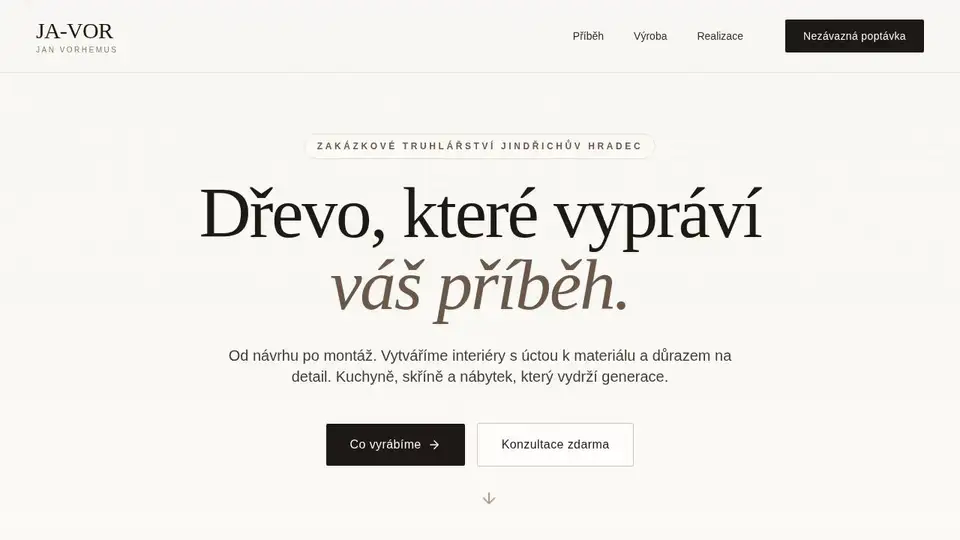 JA-VOR
JAN VORHEMUS
Příběh
Výroba
Realizace
Nezávazná poptávka
ZAKÁZKOVÉ TRUHLÁŘSTVÍ JINDŘICHŮV HRADEC
Dřevo, které vypráví
váš příběh.
Od návrhu po montáž. Vytváříme interiéry s úctou k materiálu a důrazem na
detail. Kuchyně, skříně a nábytek, který vydrží generace.
Co vyrábíme
Konzultace zdarma